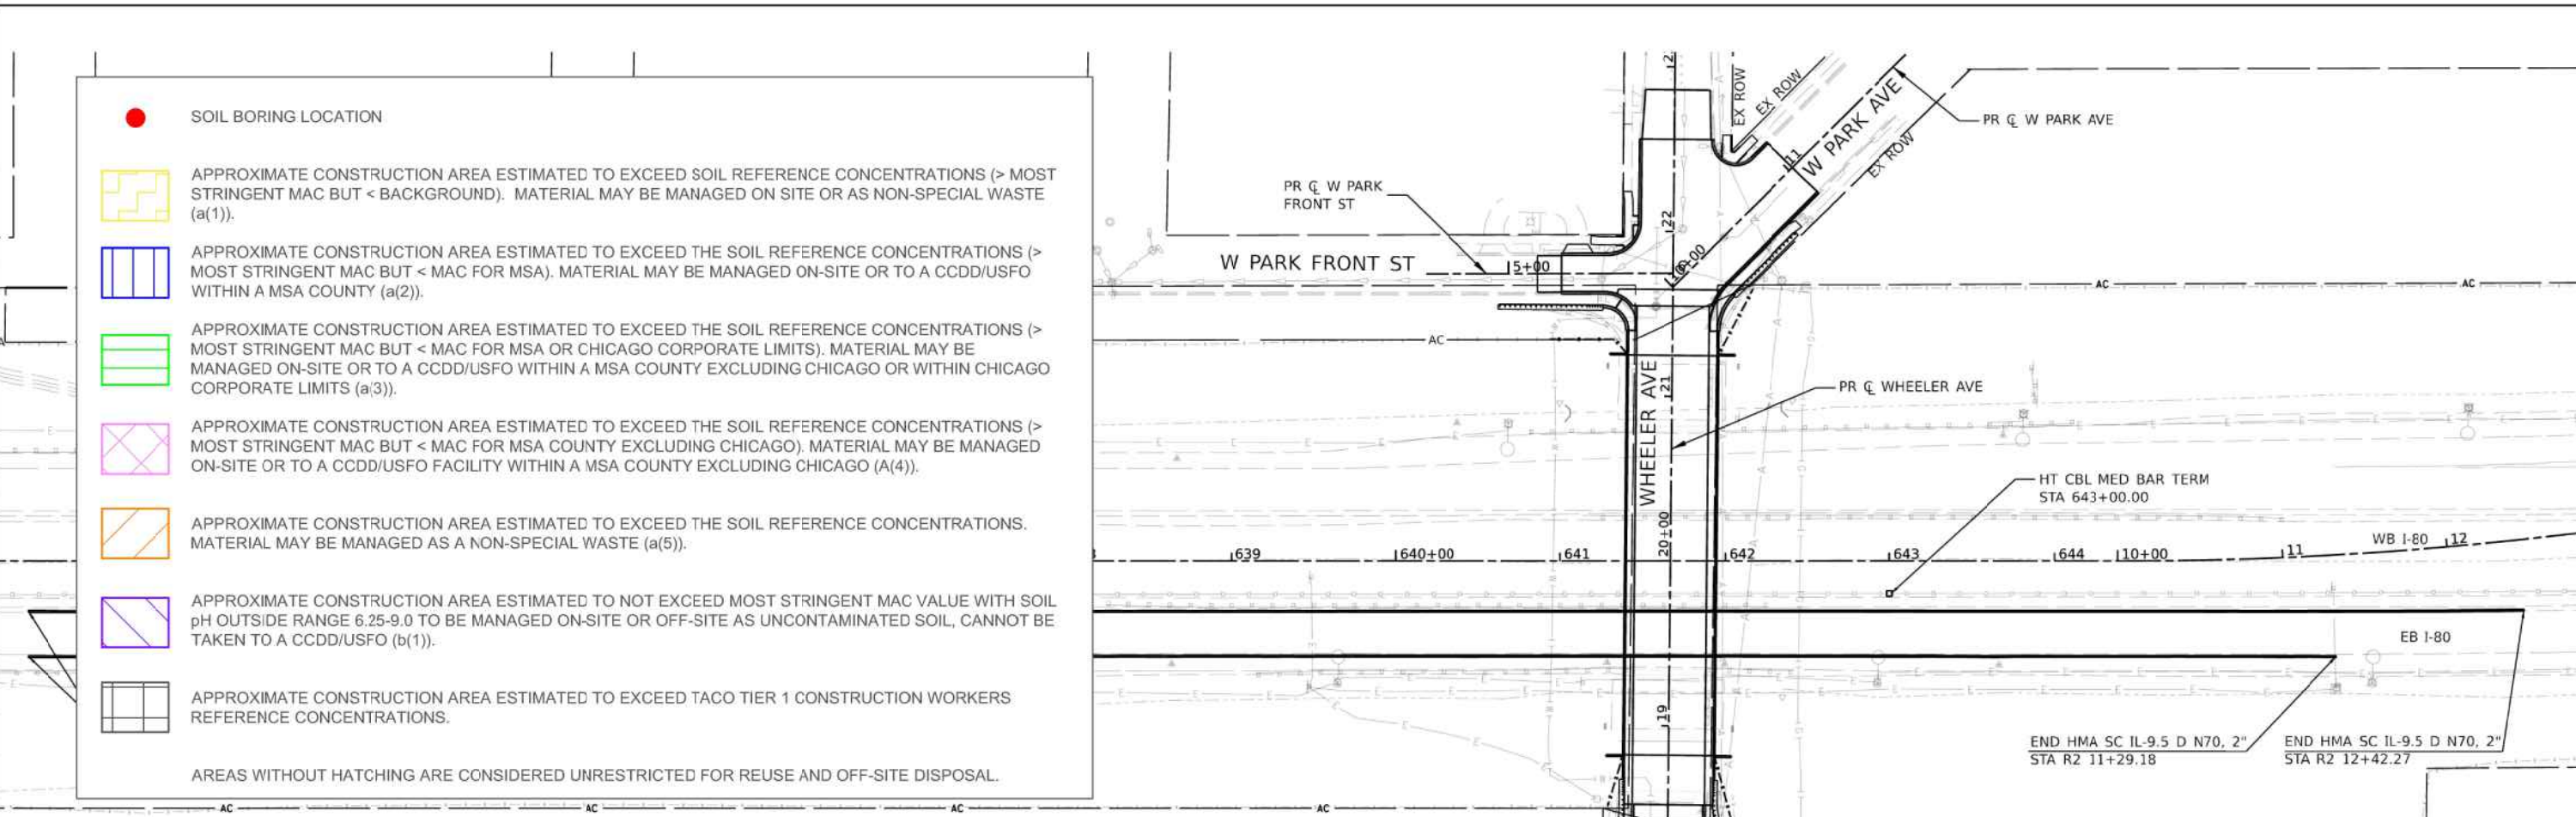 SOIL BORING LOCATION
APPROXIMATE CONSTRUCTION AREA ESTIMATED TO EXCEED SOIL REFERENCE CONCENTRATIONS (> MOST
STRINGENT MAC BUT < BACKGROUND). MATERIAL MAY BE MANAGED ON SITE OR AS NON-SPECIAL WASTE
(a(1)).
APPROXIMATE CONSTRUCTION AREA ESTIMATED TO EXCEED THE SOIL REFERENCE CONCENTRATIONS (>
MOST STRINGENT MAC BUT < MAC FOR MSA). MATERIAL MAY BE MANAGED ON-SITE OR TO A CCDD/USFO
WITHIN A MSA COUNTY (a(2)).
APPROXIMATE CONSTRUCTION AREA ESTIMATED TO EXCEED THE SOIL REFERENCE CONCENTRATIONS (>
MOST STRINGENT MAC BUT < MAC FOR MSA OR CHICAGO CORPORATE LIMITS). MATERIAL MAY BE
MANAGED ON-SITE OR TO A CCDD/USFO WITHIN A MSA COUNTY EXCLUDING CHICAGO OR WITHIN CHICAGO
CORPORATE LIMITS (a(3)).
APPROXIMATE CONSTRUCTION AREA ESTIMATED TO EXCEED THE SOIL REFERENCE CONCENTRATIONS (>
MOST STRINGENT MAC BUT < MAC FOR MSA COUNTY EXCLUDING CHICAGO). MATERIAL MAY BE MANAGED
ON-SITE OR TO A CCDD/USFO FACILITY WITHIN A MSA COUNTY EXCLUDING CHICAGO (A(4)).
APPROXIMATE CONSTRUCTION AREA ESTIMATED TO EXCEED THE SOIL REFERENCE CONCENTRATIONS.
MATERIAL MAY BE MANAGED AS A NON-SPECIAL WASTE (a(5)).
APPROXIMATE CONSTRUCTION AREA ESTIMATED TO NOT EXCEED MOST STRINGENT MAC VALUE WITH SOIL
pH OUTSIDE RANGE 6.25-9.0 TO BE MANAGED ON-SITE OR OFF-SITE AS UNCONTAMINATED SOIL, CANNOT BE
TAKEN TO A CCDD/USFO (b(1)).
APPROXIMATE CONSTRUCTION AREA ESTIMATED TO EXCEED TACO TIER 1 CONSTRUCTION WORKERS
REFERENCE CONCENTRATIONS.
AREAS WITHOUT HATCHING ARE CONSIDERED UNRESTRICTED FOR REUSE AND OFF-SITE DISPOSAL.
AC
AC
AC
AC
EX ROW
EX ROW
W PARK AVE
11
EX ROW
PR ℄ W PARK AVE
PR ℄ W PARK
FRONT ST
22
W PARK FRONT ST
5+00
10+00
AC
AC
AC
WHEELER AVE
21
PR ℄ WHEELER AVE
HT CBL MED BAR TERM
STA 643+00.00
20+00
639
640+00
641
642
643
644
10+00
11
WB I-80
12
EB I-80
19
END HMA SC IL-9.5 D N70, 2"
STA R2 11+29.18
END HMA SC IL-9.5 D N70, 2"
STA R2 12+42.27